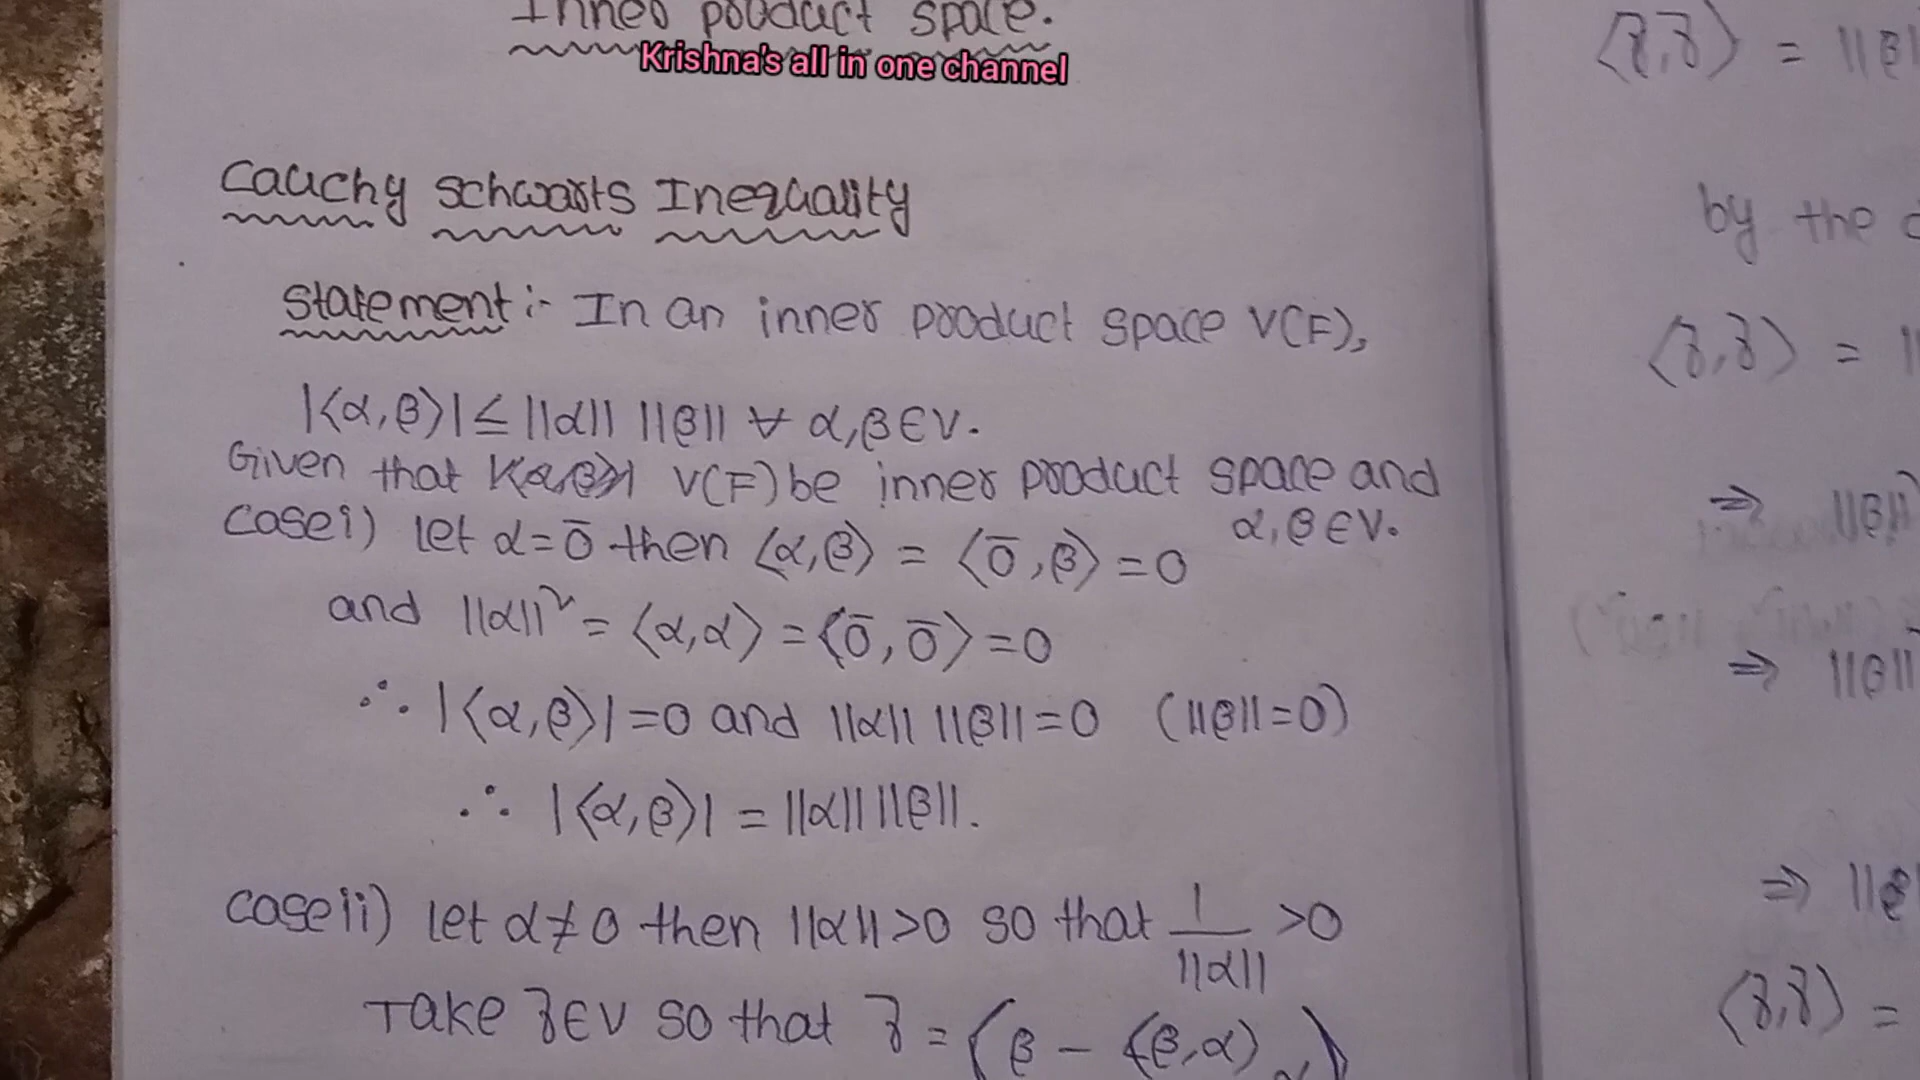 Inner product space.
Krishna's all in one channel
Cauchy Schwarts Inequality
Statement :- In an inner product space V(F),
|⟨α,β⟩| ≤ ||α|| ||β|| ∀ α,β∈V.
Given that V(F) be inner product space and
α,β∈V.
case i) let α=ō then ⟨α,β⟩ = ⟨ō,β⟩ = 0
and ||α||² = ⟨α,α⟩ = ⟨ō,ō⟩ = 0
∴ |⟨α,β⟩| = 0 and ||α|| ||β|| = 0 (||β||=0)
∴ |⟨α,β⟩| = ||α|| ||β||.
case ii) let α≠0 then ||α||>0 so that 1/||α|| >0
Take γ∈V so that γ = (β - ⟨β,α⟩
⟨γ,γ⟩ = ||β||
by the
⟨γ,γ⟩ =
⇒ ||β||²
⇒ ||β||
⇒ ||β
⟨γ,γ⟩ =